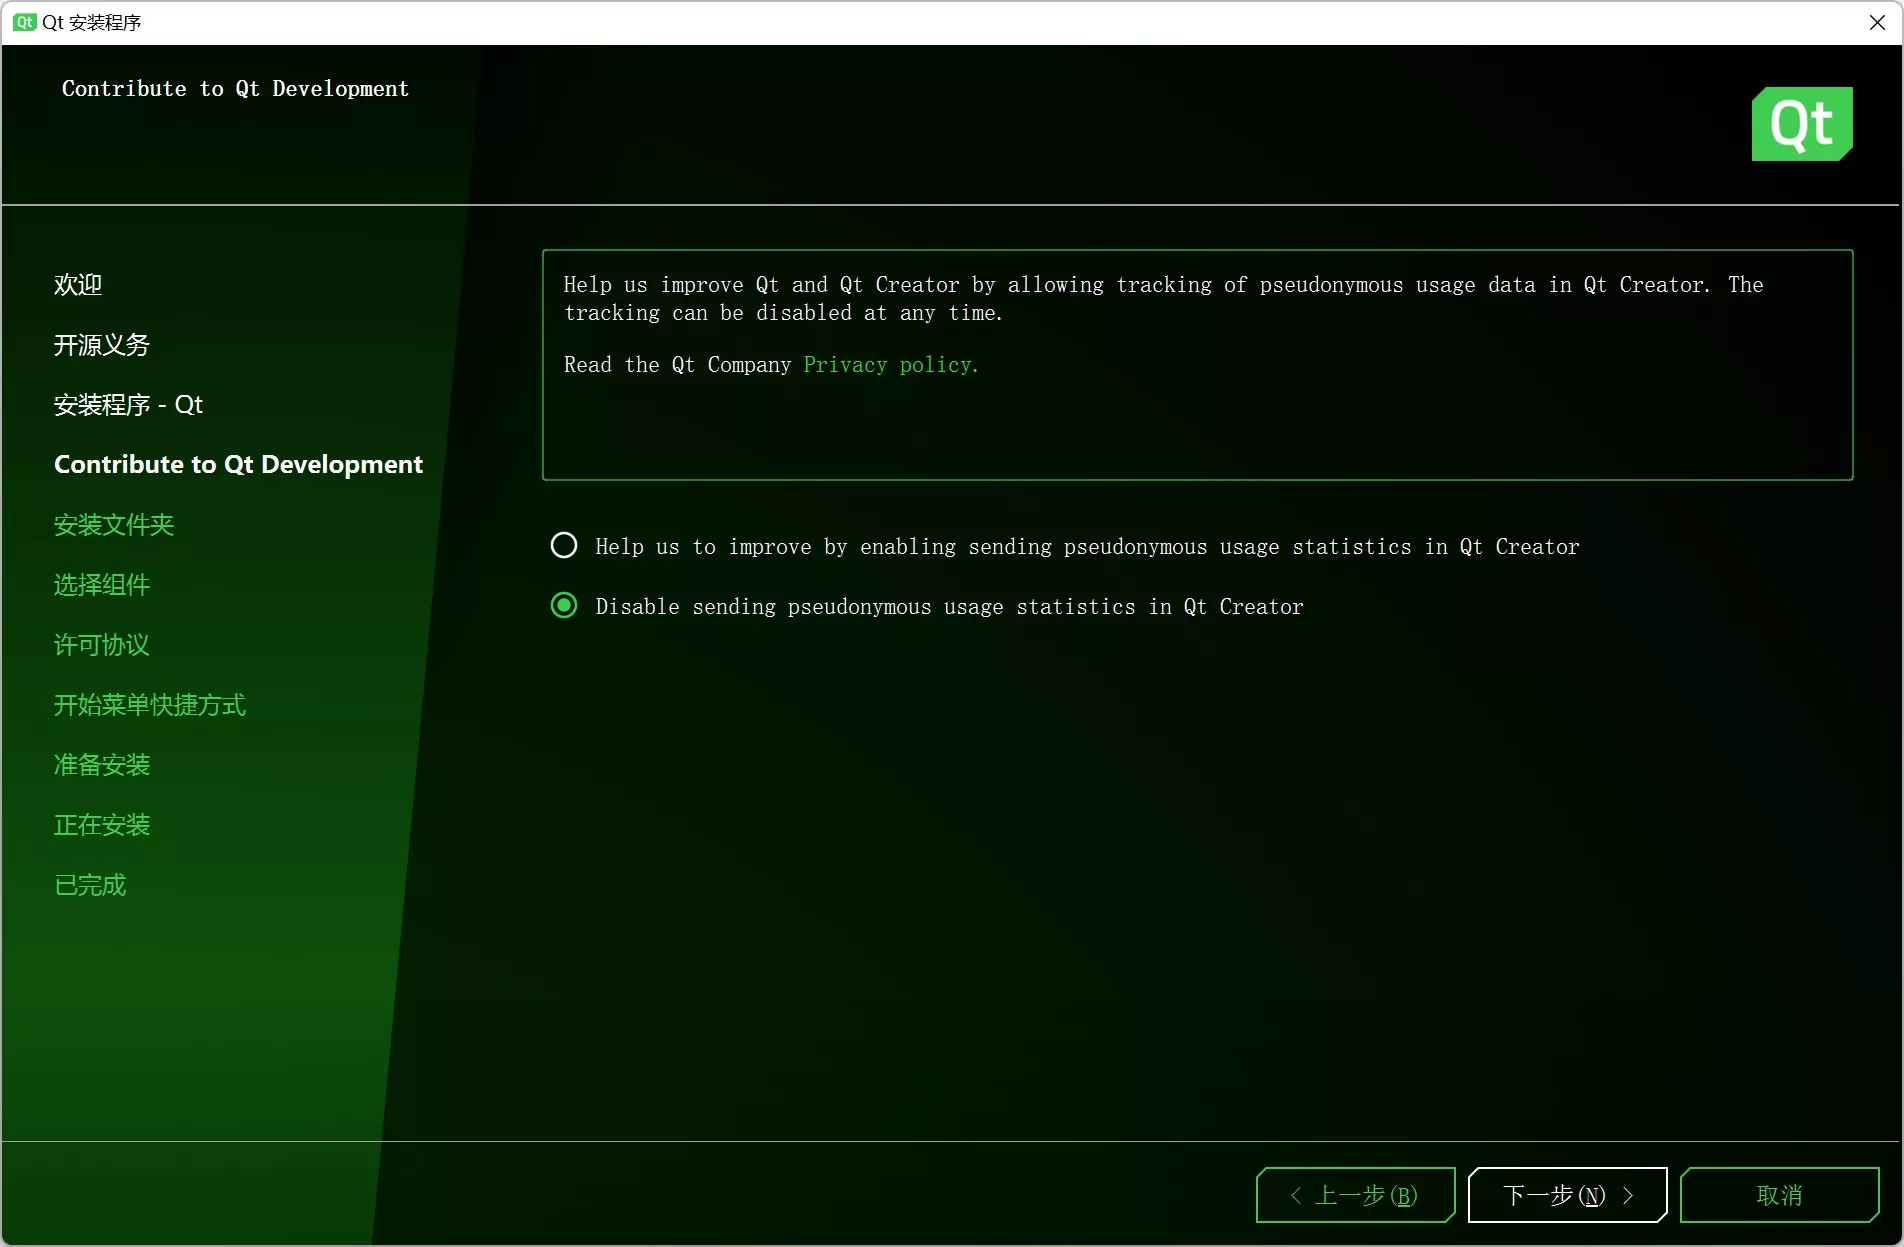 Qt Qt 安装程序
Contribute to Qt Development
Qt
欢迎
开源义务
安装程序 - Qt
Contribute to Qt Development
安装文件夹
选择组件
许可协议
开始菜单快捷方式
准备安装
正在安装
已完成
Help us improve Qt and Qt Creator by allowing tracking of pseudonymous usage data in Qt Creator. The
tracking can be disabled at any time.
Read the Qt Company Privacy policy.
Help us to improve by enabling sending pseudonymous usage statistics in Qt Creator
Disable sending pseudonymous usage statistics in Qt Creator
< 上一步(B)
下一步(N) >
取消